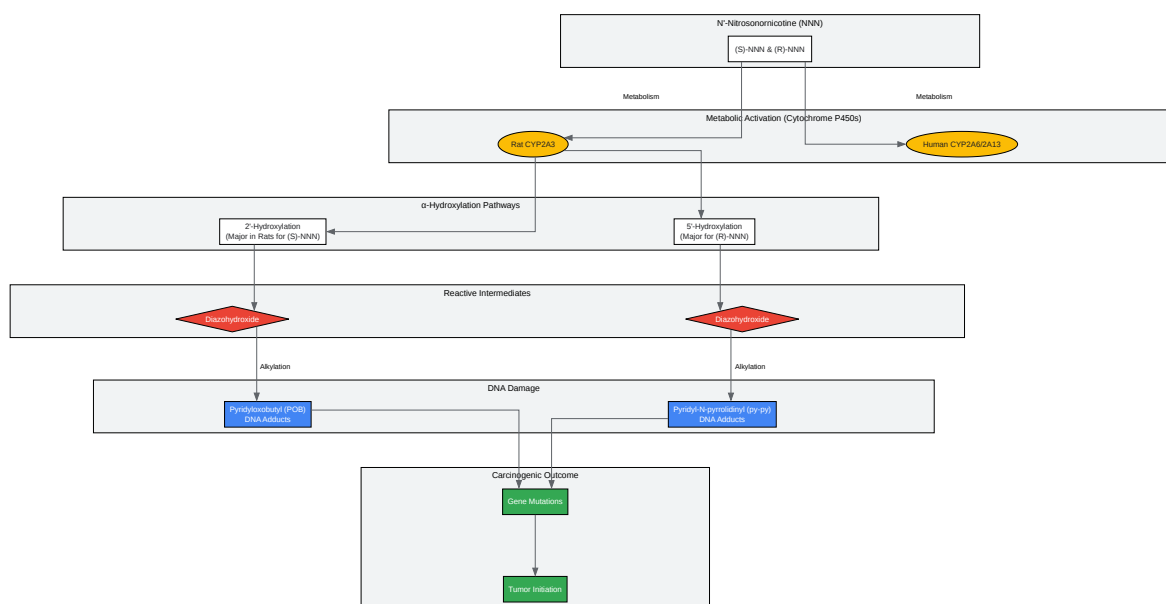 N'-Nitrosonornicotine (NNN)
(S)-NNN & (R)-NNN
Metabolism
Metabolism
Metabolic Activation (Cytochrome P450s)
Rat CYP2A3
Human CYP2A6/2A13
α-Hydroxylation Pathways
2'-Hydroxylation
(Major in Rats for (S)-NNN)
5'-Hydroxylation
(Major for (R)-NNN)
Reactive Intermediates
Diazohydroxide
Diazohydroxide
Alkylation
Alkylation
DNA Damage
Pyridyloxobutyl (POB)
DNA Adducts
Pyridyl-N-pyrrolidinyl (py-py)
DNA Adducts
Carcinogenic Outcome
Gene Mutations
Tumor Initiation